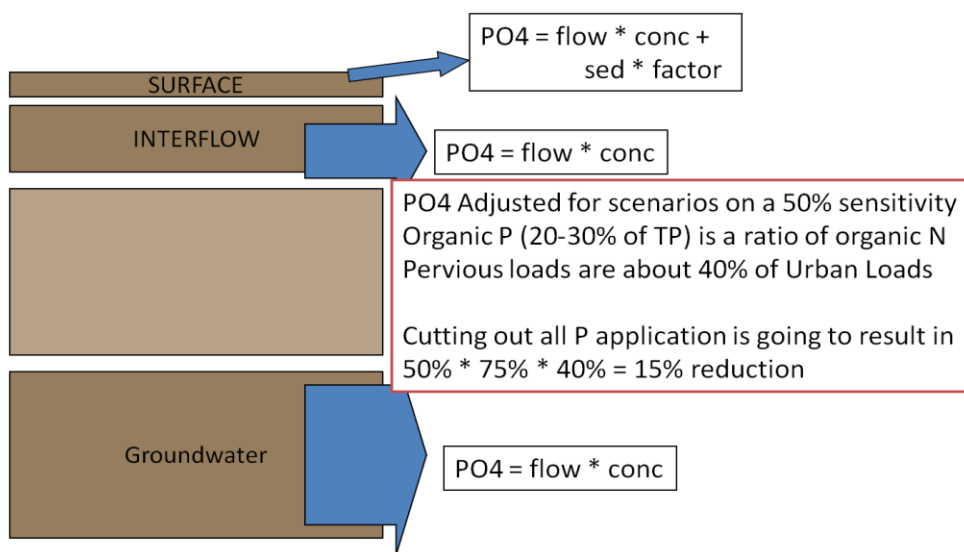 PO4 = flow * conc +
sed * factor
SURFACE
INTERFLOW
PO4 = flow * conc
PO4 Adjusted for scenarios on a 50% sensitivity
Organic P (20-30% of TP) is a ratio of organic N
Pervious loads are about 40% of Urban Loads
Cutting out all P application is going to result in
50% * 75% * 40% = 15% reduction
Groundwater
PO4 = flow * conc